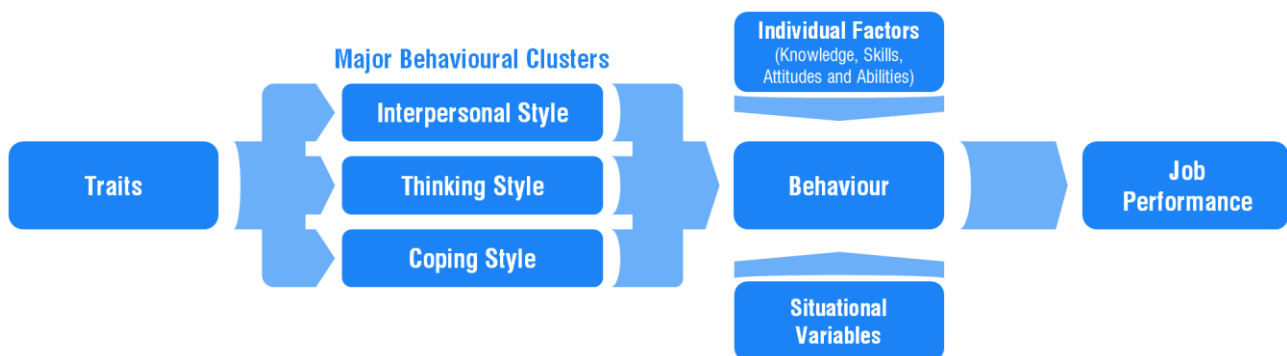 Traits
Major Behavioural Clusters
Interpersonal Style
Thinking Style
Coping Style
Individual Factors
(Knowledge, Skills,
Attitudes and Abilities)
Behaviour
Situational
Variables
Job
Performance